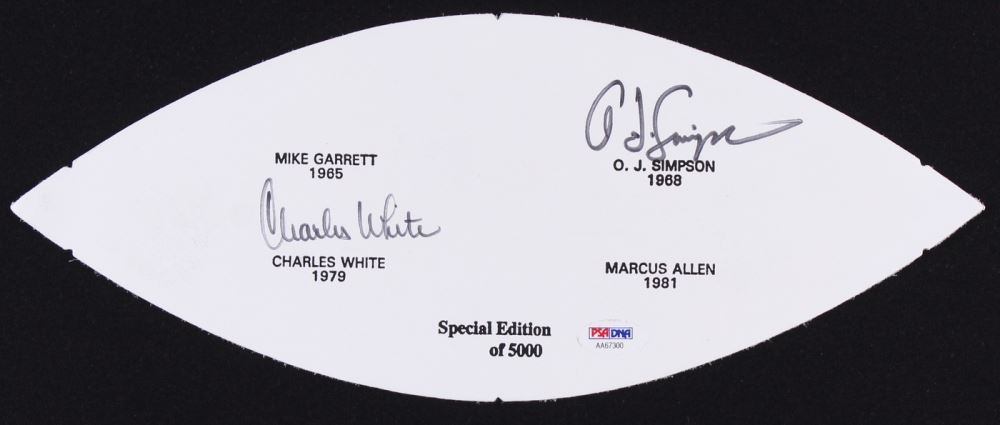 MIKE GARRETT
1965
O. J. Simpson
O. J. SIMPSON
1968
Charles White
CHARLES WHITE
1979
MARCUS ALLEN
1981
Special Edition
of 5000
PSA DNA
AA67300